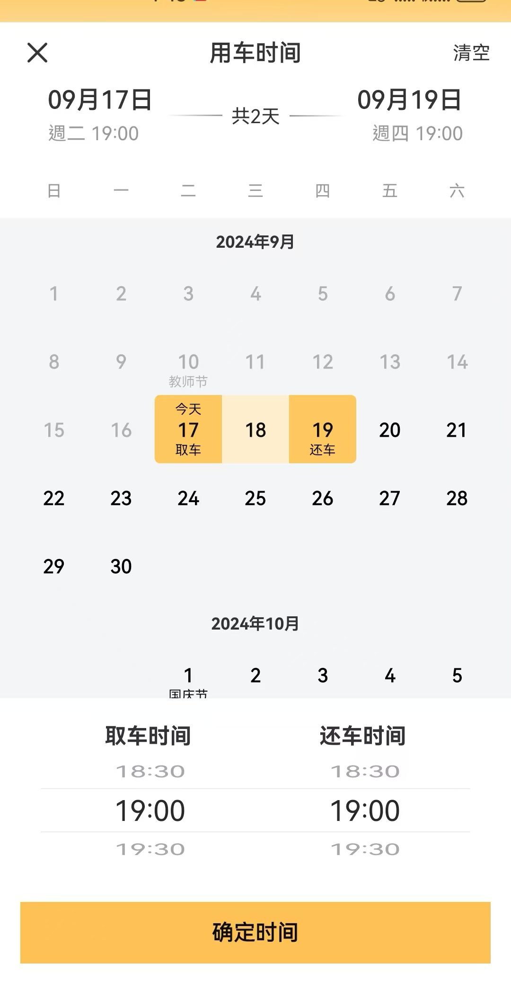 用车时间
清空
09月17日
週二 19:00
共2天
09月19日
週四 19:00
日 一 二 三 四 五 六
2024年9月
1 2 3 4 5 6 7
8 9 10 11 12 13 14
教师节
今天
15 16 17 18 19 20 21
取车 还车
22 23 24 25 26 27 28
29 30
2024年10月
1 2 3 4 5
国庆节
取车时间 还车时间
18:30 18:30
19:00 19:00
19:30 19:30
确定时间